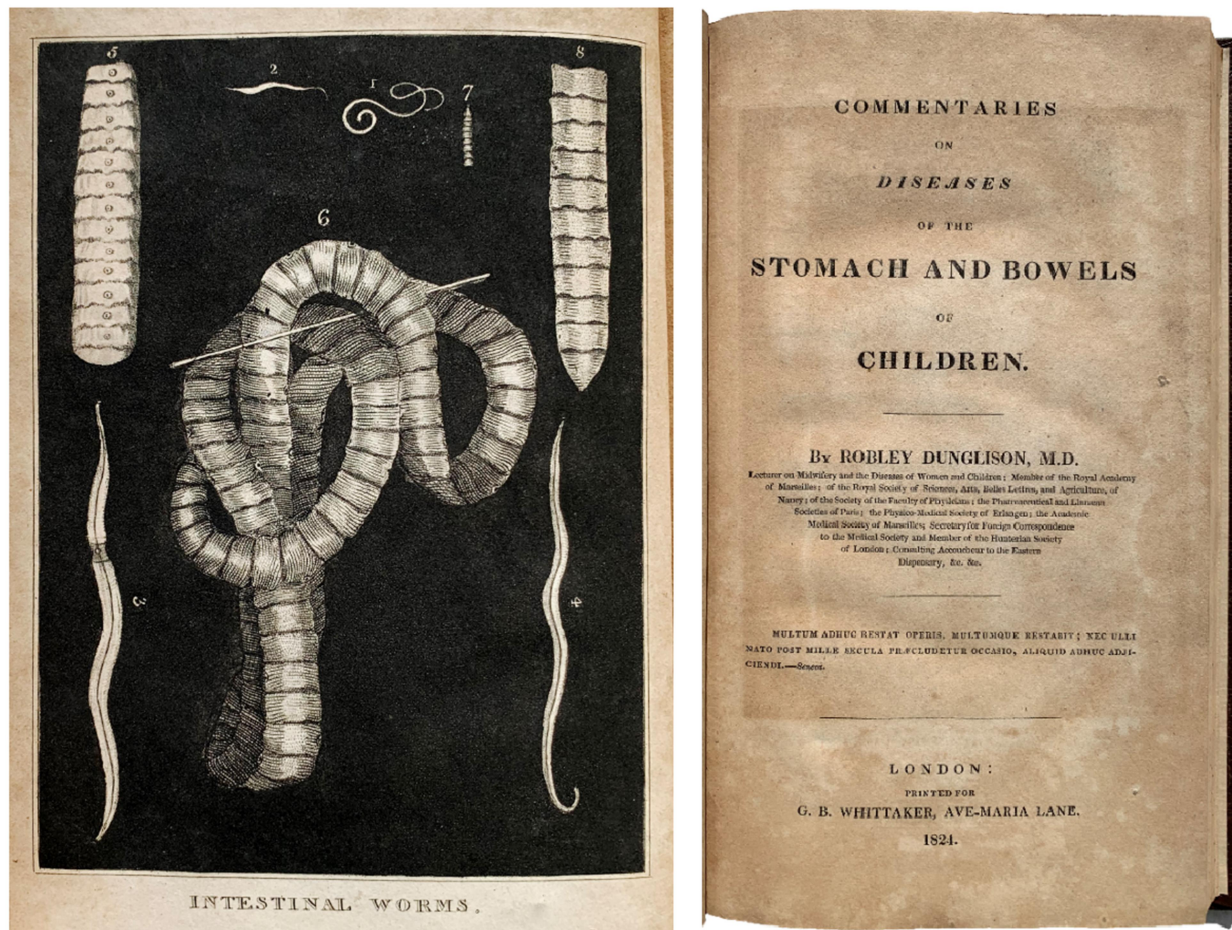 5
2
1
7
8
6
3
4
INTESTINAL WORMS.
COMMENTARIES
ON
DISEASES
OF THE
STOMACH AND BOWELS
OF
CHILDREN.
By ROBLEY DUNGLISON, M.D.
Lecturer on Midwifery and the Diseases of Women and Children; Member of the Royal Academy
of Marseilles; of the Royal Society of Sciences, Arts, Belles Lettres, and Agriculture, of
Nancy; of the Society of the Faculty of Physicians; the Pharmaceutical and Linnæan
Societies of Paris; the Physico-Medical Society of Erlangen; the Academic
Medical Society of Marseilles; Secretary for Foreign Correspondence
to the Medical Society and Member of the Hunterian Society
of London; Consulting Accoucheur to the Eastern
Dispensary, &c. &c.
MULTUM ADHUC RESTAT OPERIS, MULTUMQUE RESTABIT; NEC ULLI
NATO POST MILLE SECULA PRÆCLUDETUR OCCASIO, ALIQUID ADHUC ADJI-
CIENDI.—Seneca.
LONDON:
PRINTED FOR
G. B. WHITTAKER, AVE-MARIA LANE.
1824.